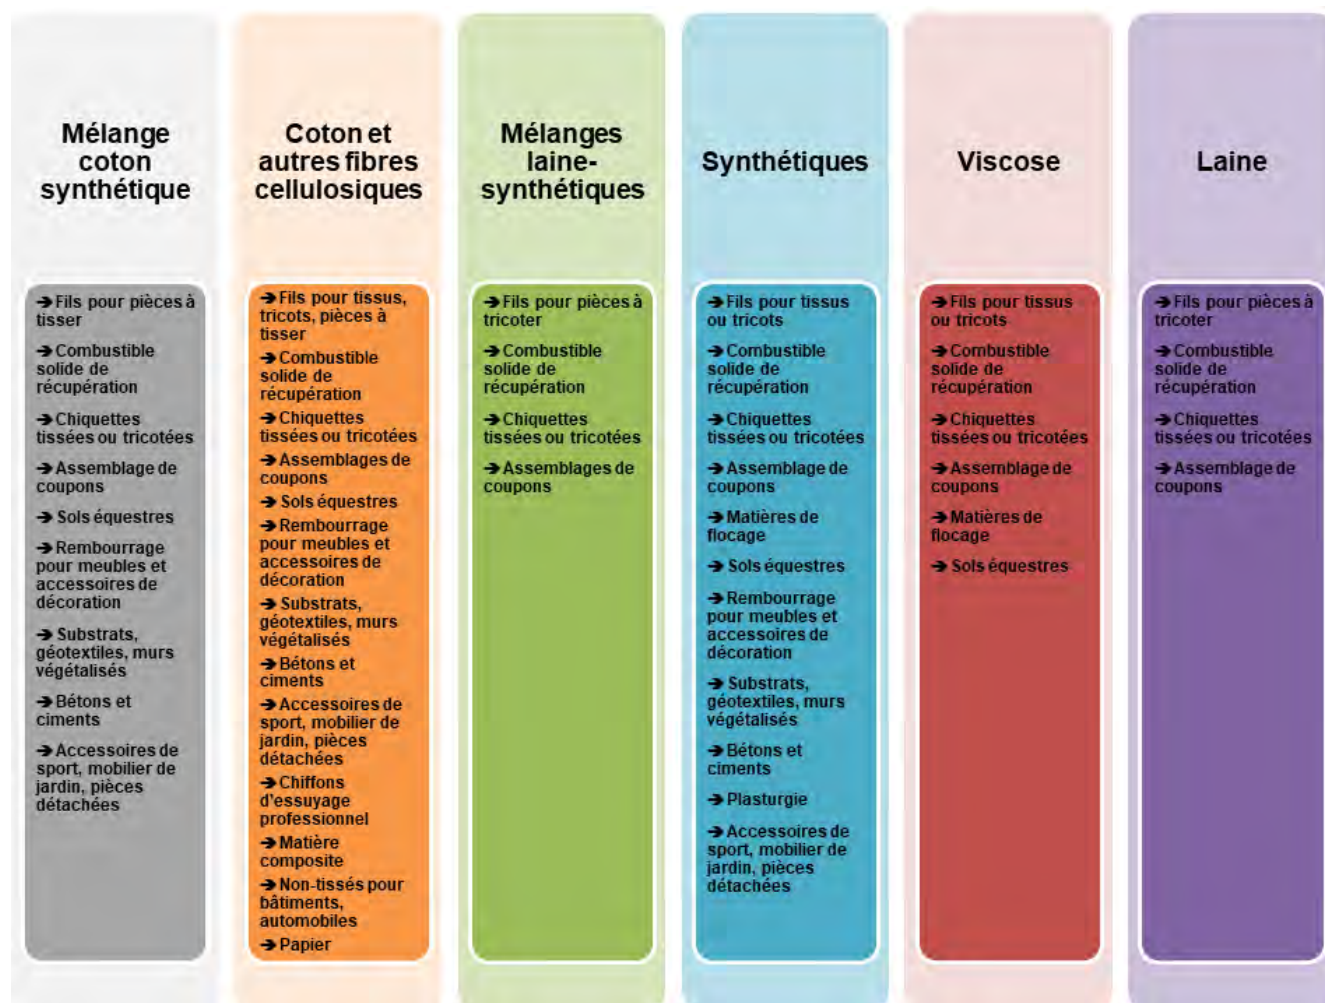 Mélange
coton
synthétique
➔Fils pour pièces à
tisser
➔Combustible
solide de
récupération
➔Chiquettes
tissées ou tricotées
➔Assemblage de
coupons
➔ Sols équestres
➔Rembourrage
pour meubles et
accessoires de
décoration
➔ Substrats,
géotextiles, murs
végétalisés
➔Bétons et
ciments
➔Accessoires de
sport, mobilier de
jardin, pièces
détachées
Coton et
autres fibres
cellulosiques
➔Fils pour tissus,
tricots, pièces à
tisser
➔Combustible
solide de
récupération
➔Chiquettes
tissées ou tricotées
➔Assemblages de
coupons
➔ Sols équestres
➔Rembourrage
pour meubles et
accessoires de
décoration
➔ Substrats,
géotextiles, murs
végétalisés
➔Bétons et
ciments
➔Accessoires de
sport, mobilier de
jardin, pièces
détachées
➔Chiffons
d'essuyage
professionnel
➔Matière
composite
➔Non-tissés pour
bâtiments,
automobiles
➔Papier
Mélanges
laine-
synthétiques
➔Fils pour pièces à
tricoter
➔Combustible
solide de
récupération
➔Chiquettes
tissées ou tricotées
➔Assemblages de
coupons
Synthétiques
➔Fils pour tissus
ou tricots
➔Combustible
solide de
récupération
➔Chiquettes
tissées ou tricotées
➔Assemblage de
coupons
➔Matières de
flocage
➔ Sols équestres
➔Rembourrage
pour meubles et
accessoires de
décoration
➔ Substrats,
géotextiles, murs
végétalisés
➔Bétons et
ciments
➔Plasturgie
➔Accessoires de
sport, mobilier de
jardin, pièces
détachées
Viscose
➔Fils pour tissus
ou tricots
➔Combustible
solide de
récupération
➔Chiquettes
tissées ou tricotées
➔Assemblage de
coupons
➔Matières de
flocage
➔ Sols équestres
Laine
➔Fils pour pièces à
tricoter
➔Combustible
solide de
récupération
➔Chiquettes
tissées ou tricotées
➔Assemblage de
coupons